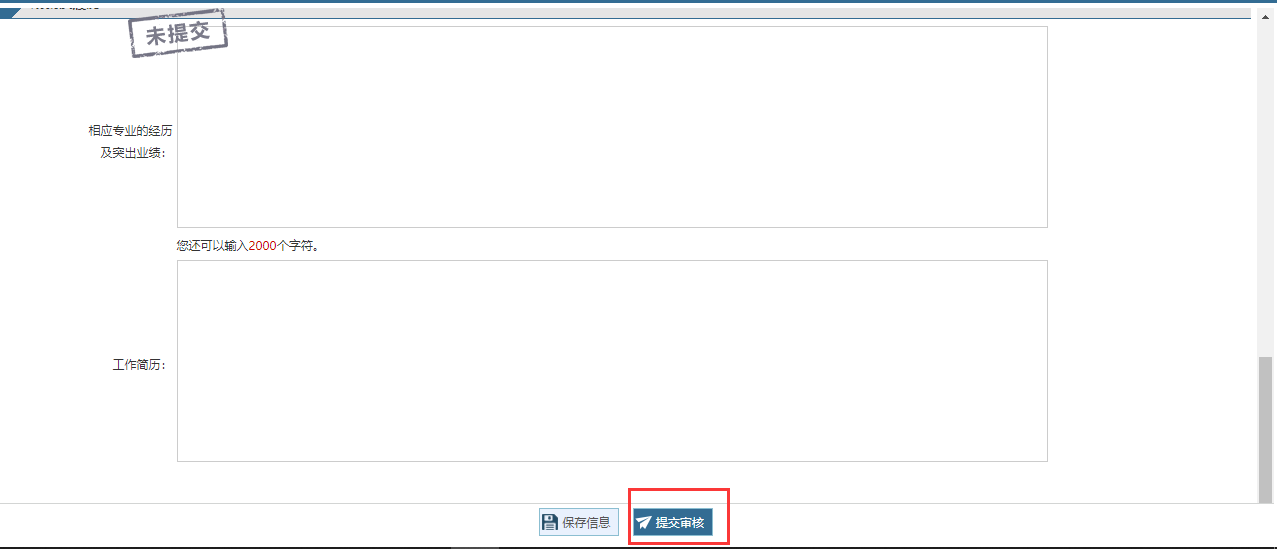 未提交
相应专业的经历
及突出业绩：
您还可以输入2000个字符。
工作简历：
保存信息
提交审核